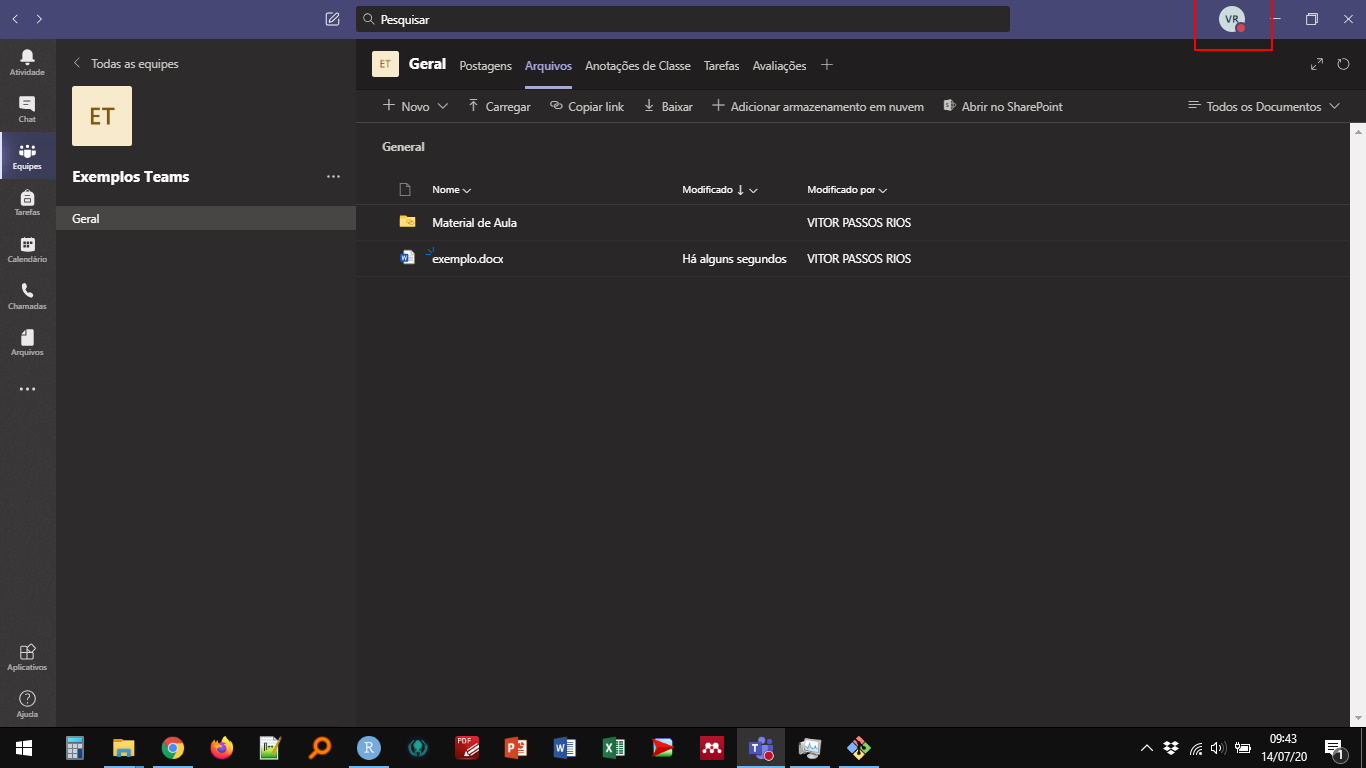 Pesquisar
VR
Atividade
Chat
Equipes
Tarefas
Calendário
Chamadas
Arquivos
Aplicativos
Ajuda
Todas as equipes
ET
Exemplos Teams
Geral
ET
Geral Postagens Arquivos Anotações de Classe Tarefas Avaliações
Novo Carregar Copiar link Baixar Adicionar armazenamento em nuvem Abrir no SharePoint Todos os Documentos
General
Nome Modificado Modificado por
Material de Aula VITOR PASSOS RIOS
exemplo.docx Há alguns segundos VITOR PASSOS RIOS
R
PDF
P
W
X
T
09:43
14/07/20
1